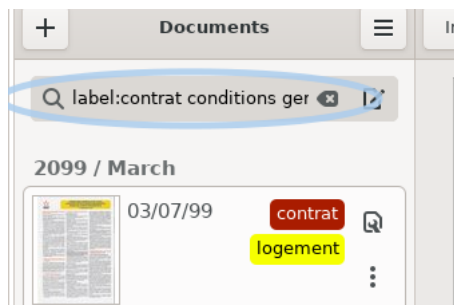 Documents
label:contrat conditions ger
2099 / March
03/07/99
contrat
logement